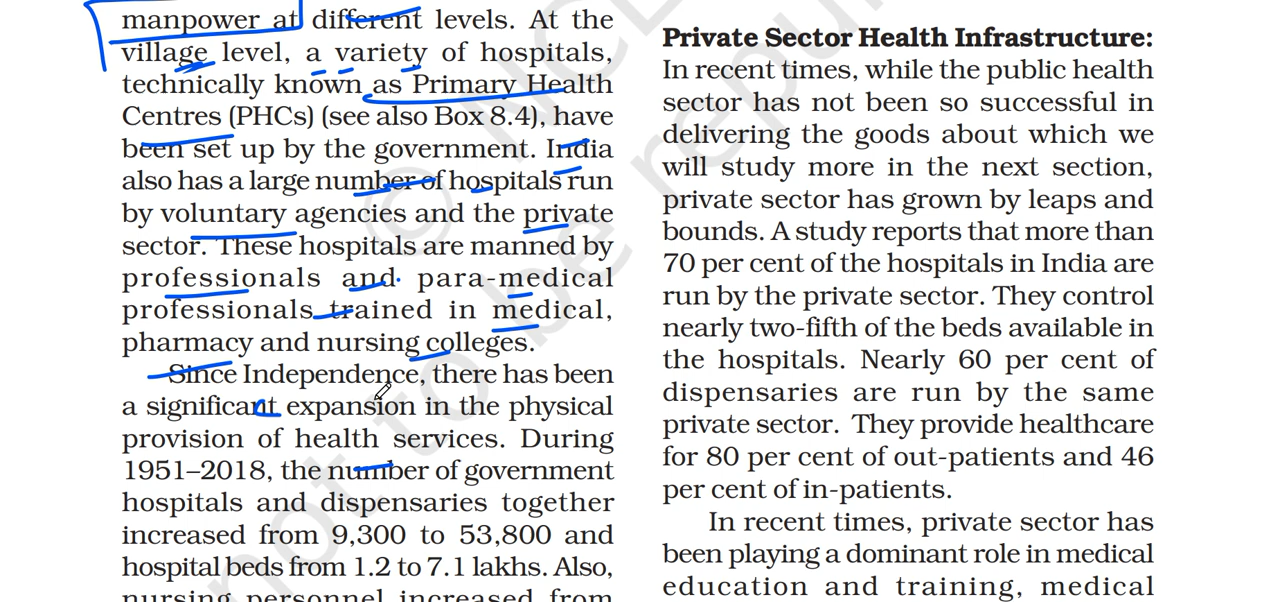 manpower at different levels. At the
village level, a variety of hospitals,
technically known as Primary Health
Centres (PHCs) (see also Box 8.4), have
been set up by the government. India
also has a large number of hospitals run
by voluntary agencies and the private
sector. These hospitals are manned by
professionals and para-medical
professionals trained in medical,
pharmacy and nursing colleges.
Since Independence, there has been
a significant expansion in the physical
provision of health services. During
1951–2018, the number of government
hospitals and dispensaries together
increased from 9,300 to 53,800 and
hospital beds from 1.2 to 7.1 lakhs. Also,
nursing personnel increased from
Private Sector Health Infrastructure:
In recent times, while the public health
sector has not been so successful in
delivering the goods about which we
will study more in the next section,
private sector has grown by leaps and
bounds. A study reports that more than
70 per cent of the hospitals in India are
run by the private sector. They control
nearly two-fifth of the beds available in
the hospitals. Nearly 60 per cent of
dispensaries are run by the same
private sector. They provide healthcare
for 80 per cent of out-patients and 46
per cent of in-patients.
In recent times, private sector has
been playing a dominant role in medical
education and training, medical
not to be republ